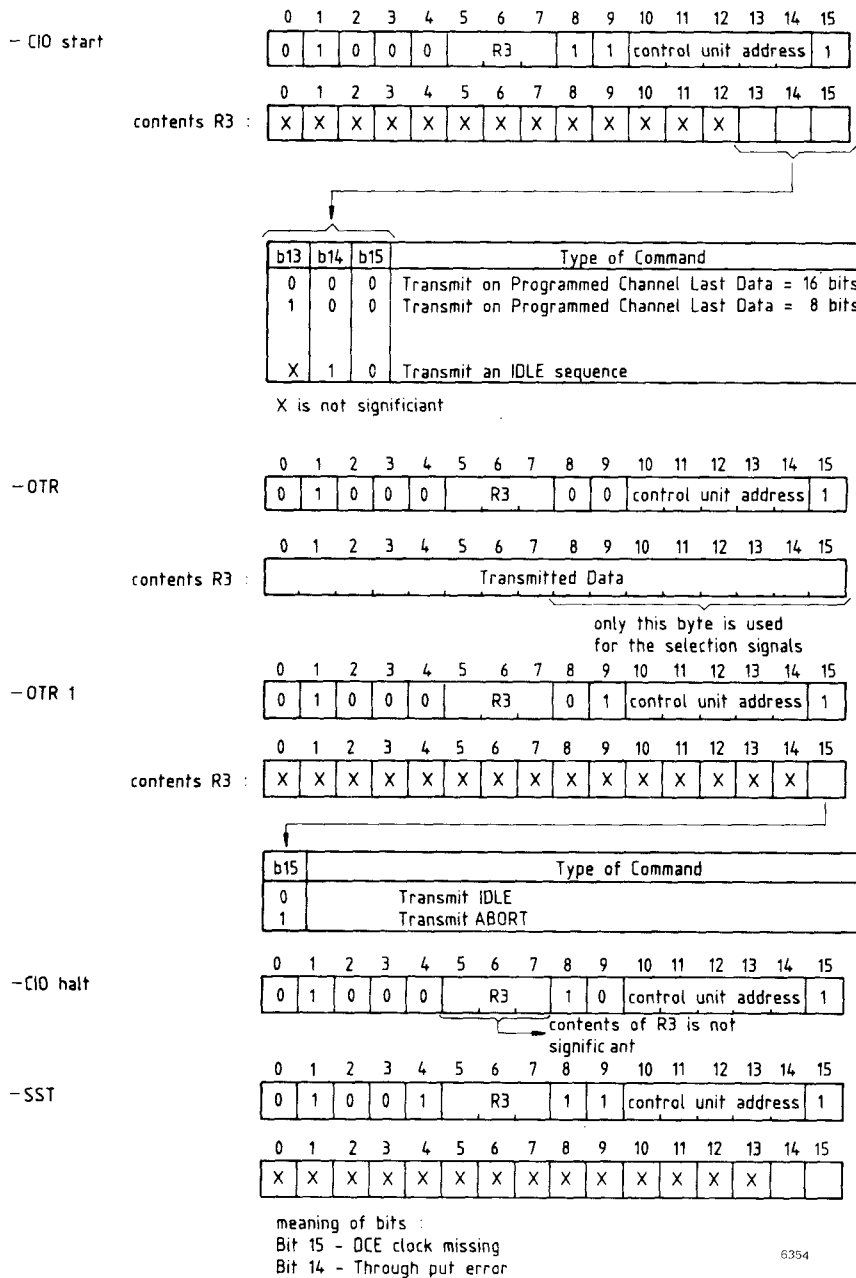 0 1 2 3 4 5 6 7 8 9 10 11 12 13 14 15
- CIO start
0 1 0 0 0 R3 1 1 control unit address 1
0 1 2 3 4 5 6 7 8 9 10 11 12 13 14 15
contents R3 : X X X X X X X X X X X X X
b13 b14 b15 Type of Command
0 0 0 Transmit on Programmed Channel Last Data = 16 bits
1 0 0 Transmit on Programmed Channel Last Data = 8 bits
X 1 0 Transmit an IDLE sequence
X is not significiant
0 1 2 3 4 5 6 7 8 9 10 11 12 13 14 15
- OTR
0 1 0 0 0 R3 0 0 control unit address 1
0 1 2 3 4 5 6 7 8 9 10 11 12 13 14 15
contents R3 : Transmitted Data
only this byte is used
for the selection signals
0 1 2 3 4 5 6 7 8 9 10 11 12 13 14 15
- OTR 1
0 1 0 0 0 R3 0 1 control unit address 1
0 1 2 3 4 5 6 7 8 9 10 11 12 13 14 15
contents R3 : X X X X X X X X X X X X X X X
b15 Type of Command
0 Transmit IDLE
1 Transmit ABORT
0 1 2 3 4 5 6 7 8 9 10 11 12 13 14 15
- CIO halt
0 1 0 0 0 R3 1 0 control unit address 1
contents of R3 is not
signific ant
0 1 2 3 4 5 6 7 8 9 10 11 12 13 14 15
- SST
0 1 0 0 1 R3 1 1 control unit address 1
0 1 2 3 4 5 6 7 8 9 10 11 12 13 14 15
X X X X X X X X X X X X X X
meaning of bits :
Bit 15 - DCE clock missing
Bit 14 - Through put error
6354